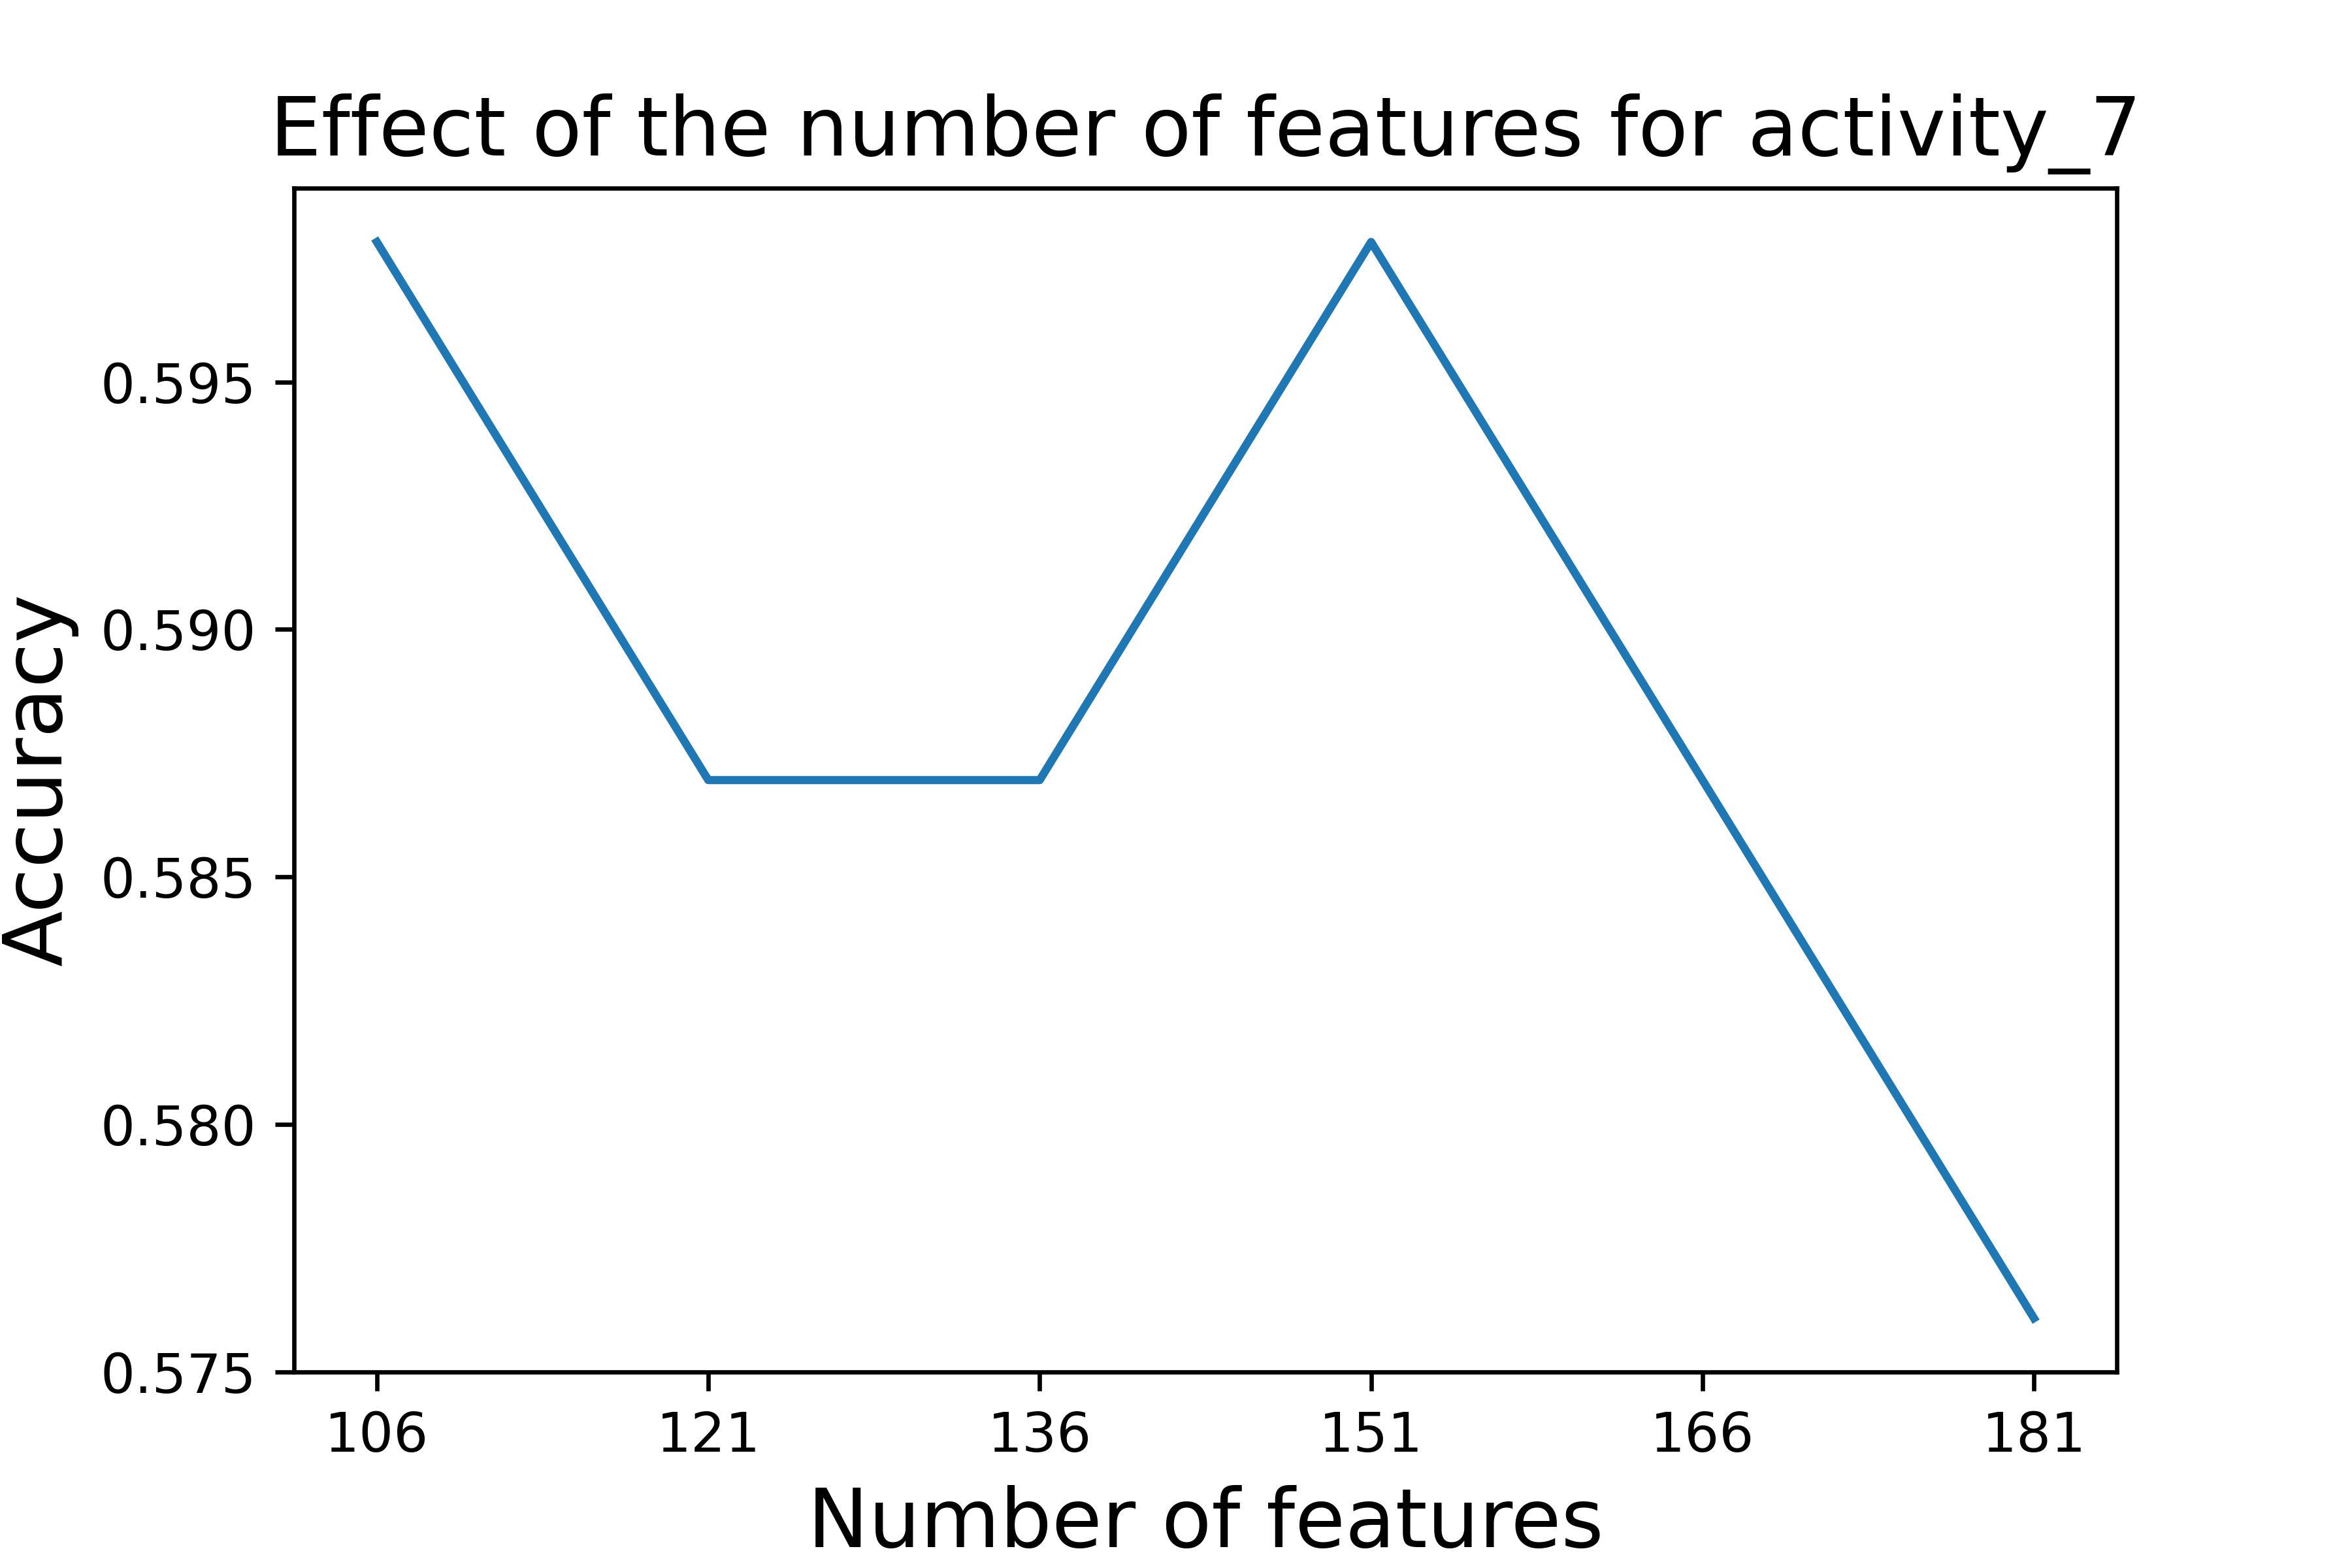 Effect of the number of features for activity_7
0.595
0.590
0.585
0.580
0.575
Accuracy
106 121 136 151 166 181
Number of features